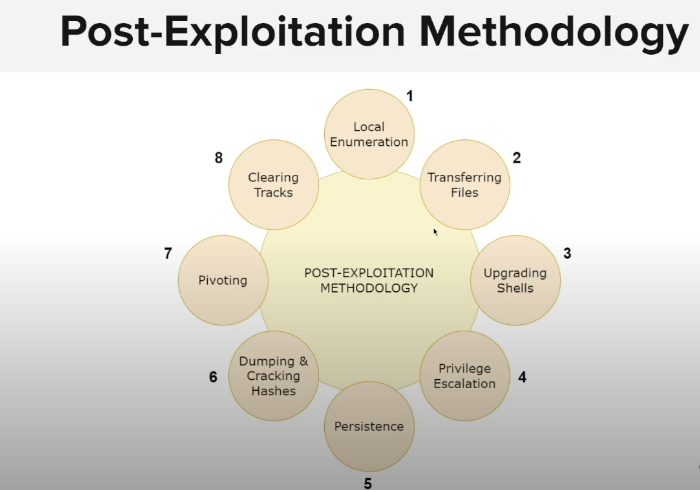 Post-Exploitation Methodology
1
Local
Enumeration
2
Transferring
Files
3
Upgrading
Shells
4
Privilege
Escalation
5
Persistence
6
Dumping &
Cracking
Hashes
7
Pivoting
8
Clearing
Tracks
POST-EXPLOITATION
METHODOLOGY